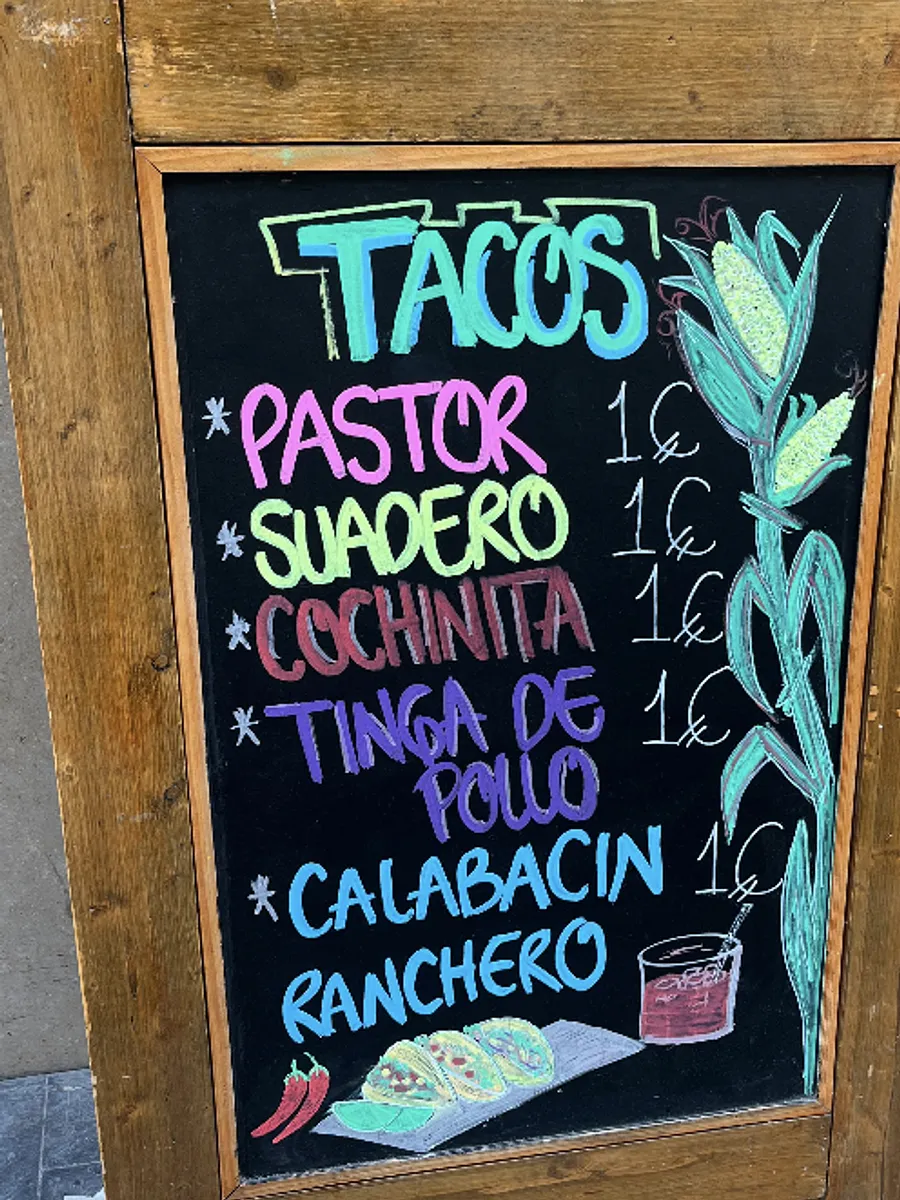 TACOS
* PASTOR 1€
* SUADERO 1€
* COCHINITA 1€
* TINGA DE 1€
POLLO
* CALABACIN 1€
RANCHERO